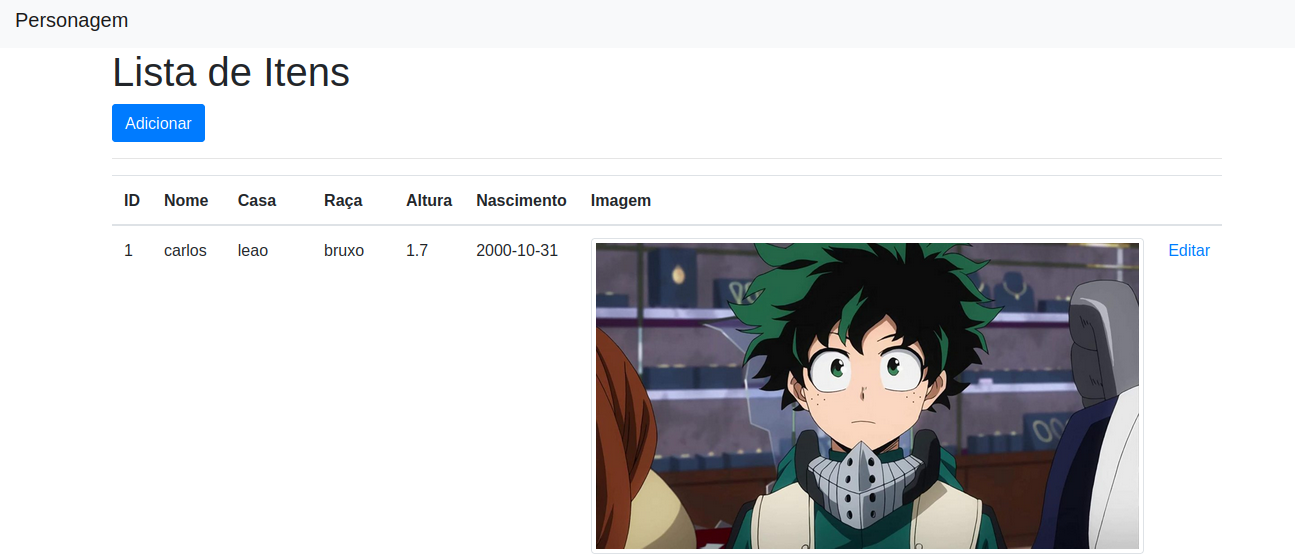 Personagem
Lista de Itens
Adicionar
ID Nome Casa Raça Altura Nascimento Imagem
1 carlos leao bruxo 1.7 2000-10-31 Editar